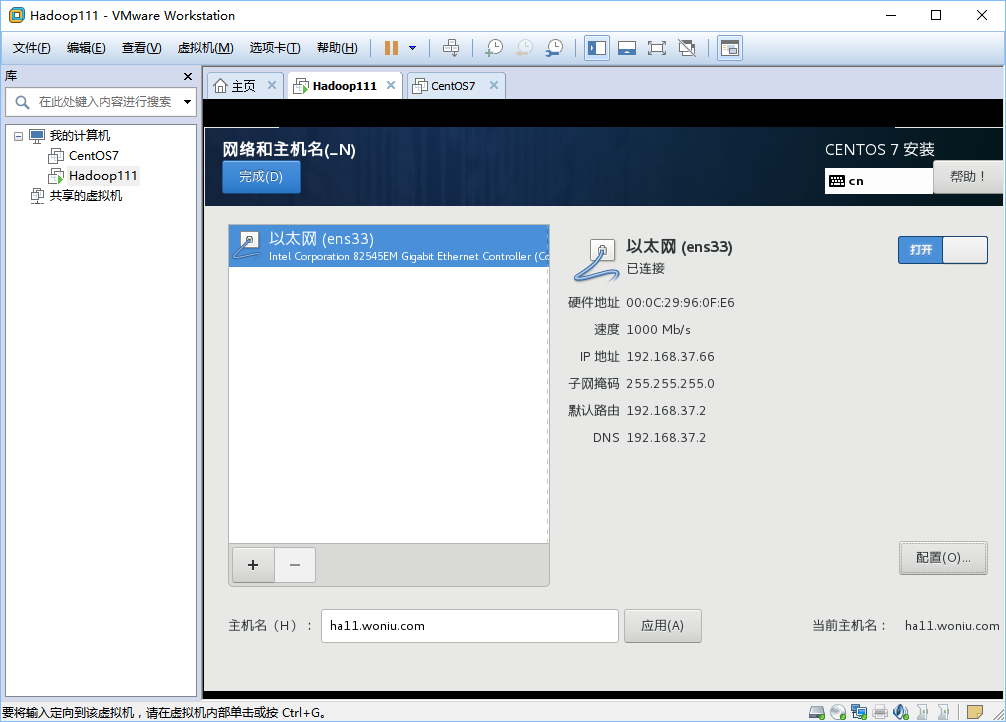 Hadoop111 - VMware Workstation
文件(F) 编辑(E) 查看(V) 虚拟机(M) 选项卡(T) 帮助(H)
库
在此处键入内容进行搜索
我的计算机
CentOS7
Hadoop111
共享的虚拟机
主页 Hadoop111 CentOS7
网络和主机名(_N)
完成(D)
CENTOS 7 安装
cn
帮助！
以太网 (ens33)
Intel Corporation 82545EM Gigabit Ethernet Controller (Co
以太网 (ens33)
已连接
打开
硬件地址 00:0C:29:96:0F:E6
速度 1000 Mb/s
IP 地址 192.168.37.66
子网掩码 255.255.255.0
默认路由 192.168.37.2
DNS 192.168.37.2
+ −
配置(O)...
主机名（H）： ha11.woniu.com 应用(A) 当前主机名： ha11.woniu.com
要将输入定向到该虚拟机，请在虚拟机内部单击或按 Ctrl+G。